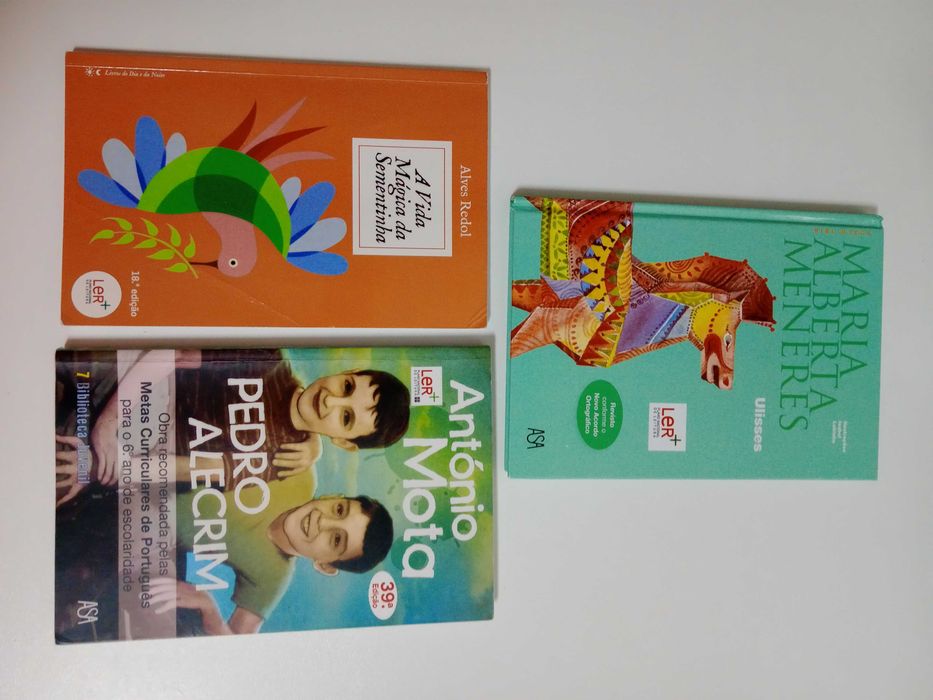 Livros do Dia e da Noite
Alves Redol
A Vida
Mágica da
Sementinha
18.ª edição
LeR+
António
Mota
LeR+
PEDRO
ALECRIM
39.ª
Edição
Obra recomendada pelas
Metas Curriculares de Português
para o 6.º ano de escolaridade
7 Biblioteca Juvenil
ASA
MARIA
ALBERTA
MENÉRES
Ulisses
LeR+
Revisto
conforme o
Novo Acordo
Ortográfico
ASA